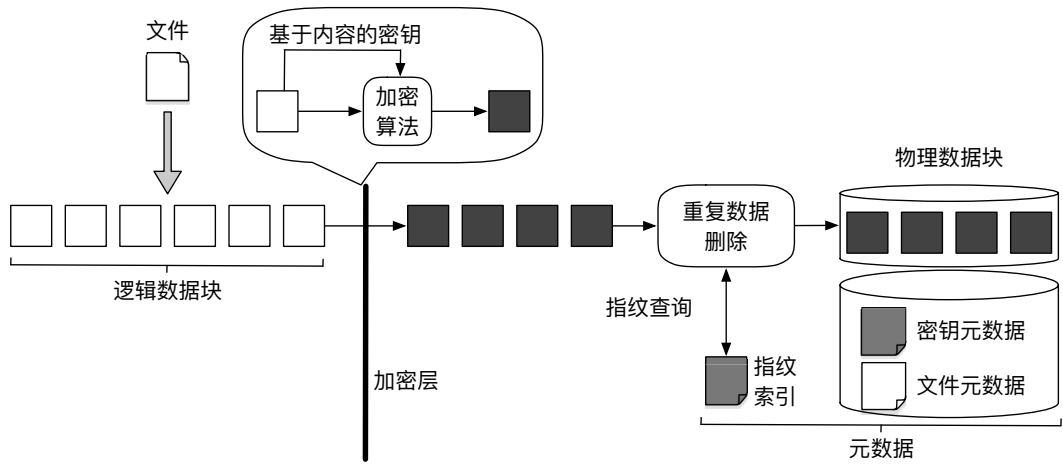 文件
基于内容的密钥
加密
算法
物理数据块
重复数据
删除
逻辑数据块
指纹查询
密钥元数据
加密层
指纹
索引
文件元数据
元数据